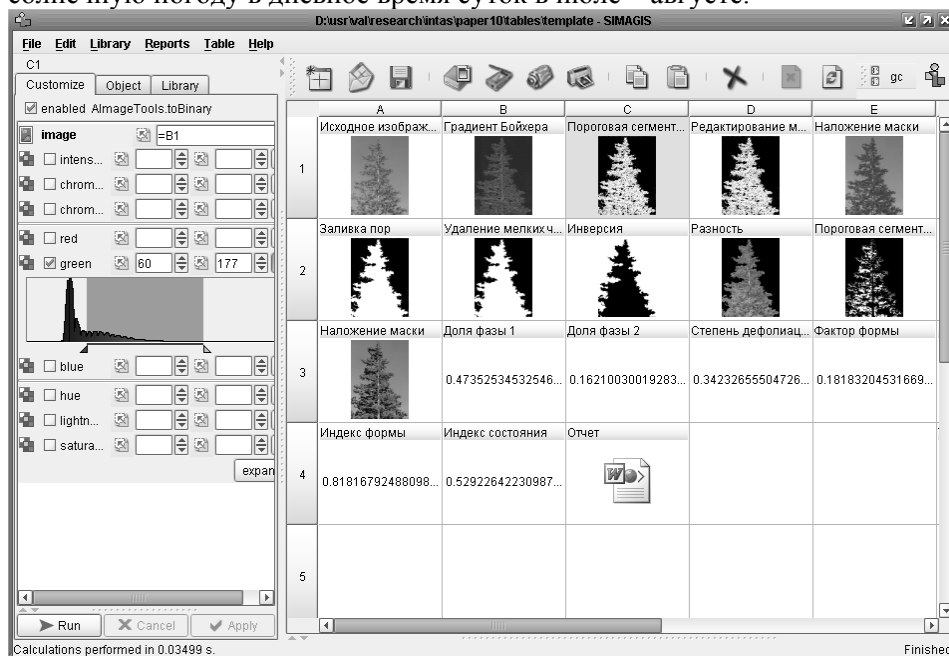 солнечную погоду в дневное время суток в июле – августе.
D:\usr\val\research\intas\paper10\tables\template - SIMAGIS
File Edit Library Reports Table Help
C1
Customize Object Library
enabled AImageTools.toBinary
image =B1
intens...
chrom...
chrom...
red
green 60 177
blue
hue
lightn...
satura...
expan
Run Cancel Apply
gc
A B C D E
1
Исходное изображ... Градиент Бойхера Пороговая сегмент... Редактирование м... Наложение маски
2
Заливка пор Удаление мелких ч... Инверсия Разность Пороговая сегмент...
3
Наложение маски Доля фазы 1 Доля фазы 2 Степень дефолиац... Фактор формы
0.47352534532546... 0.16210030019283... 0.34232655504726... 0.18183204531669...
4
Индекс формы Индекс состояния Отчет
0.81816792488098... 0.52922642230987...
W
5
Calculations performed in 0.03499 s. Finished